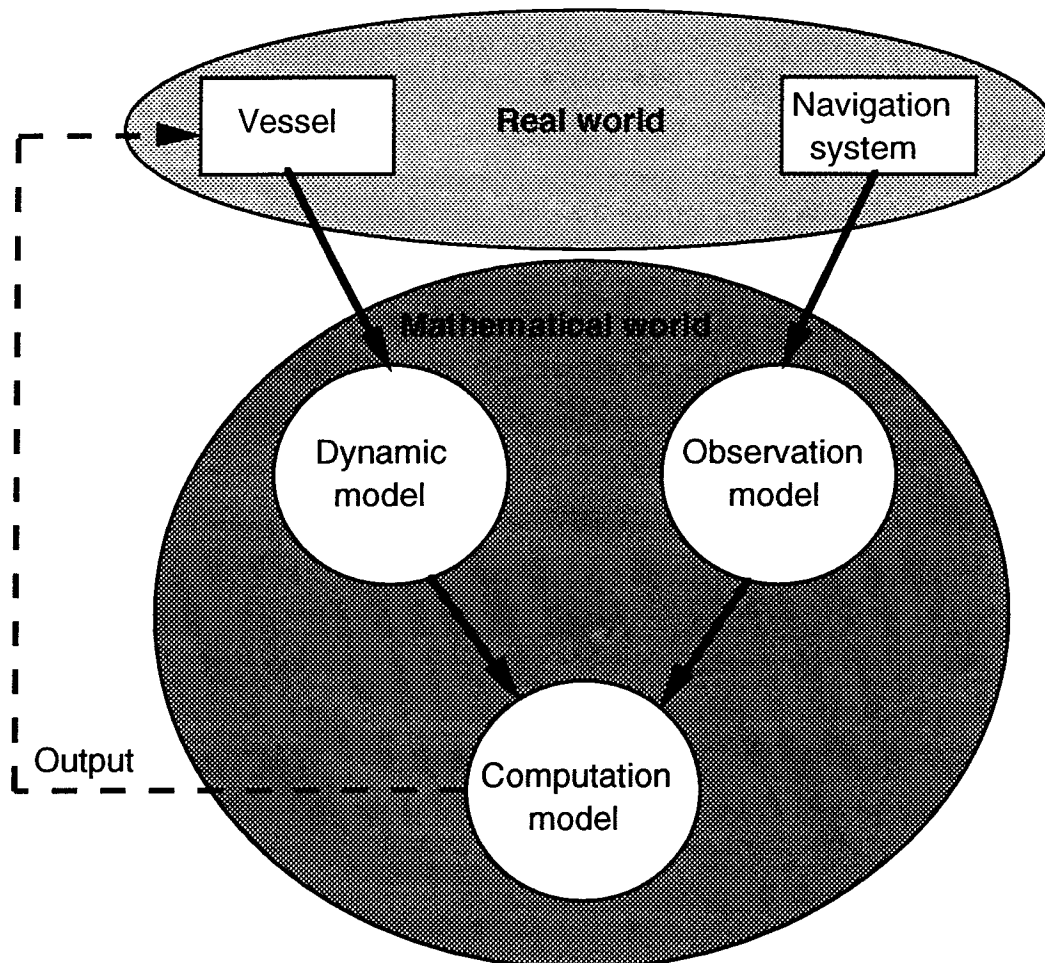 Vessel
Real world
Navigation
system
Mathematical world
Dynamic
model
Observation
model
Output
Computation
model